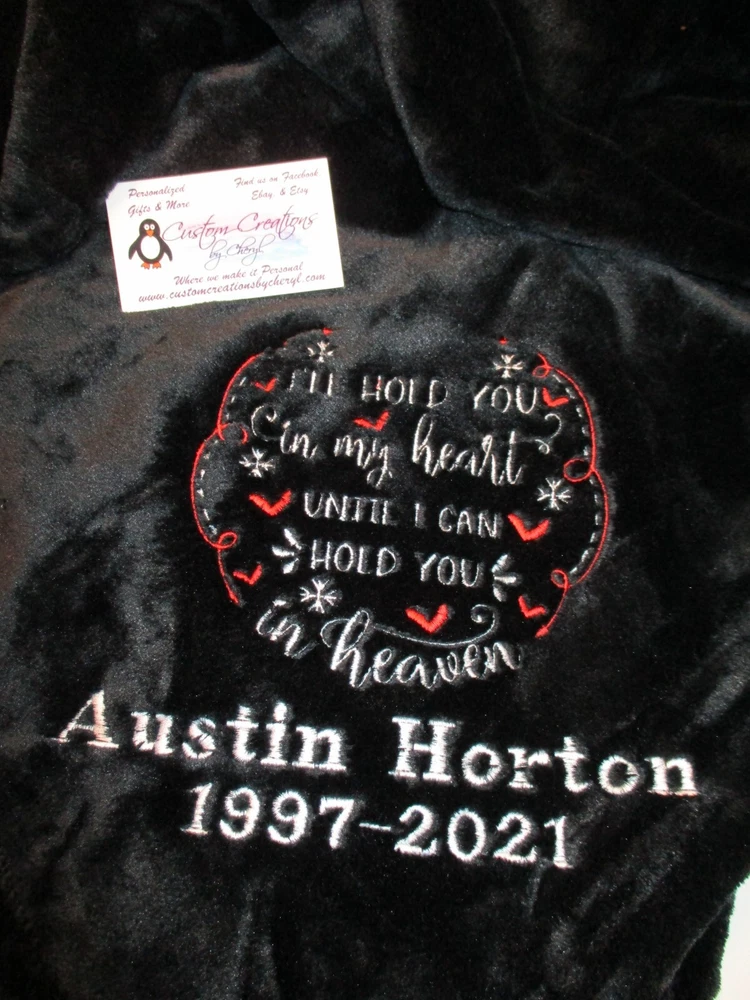 Personalized
Gifts & More
Find us on Facebook
Ebay & Etsy
Custom Creations
by Cheryl
Where we make it Personal
www.customcreationsbycheryl.com
I'll HOLD YOU
in my heart
UNTIL I CAN
HOLD YOU
in heaven
Austin Horton
1997-2021